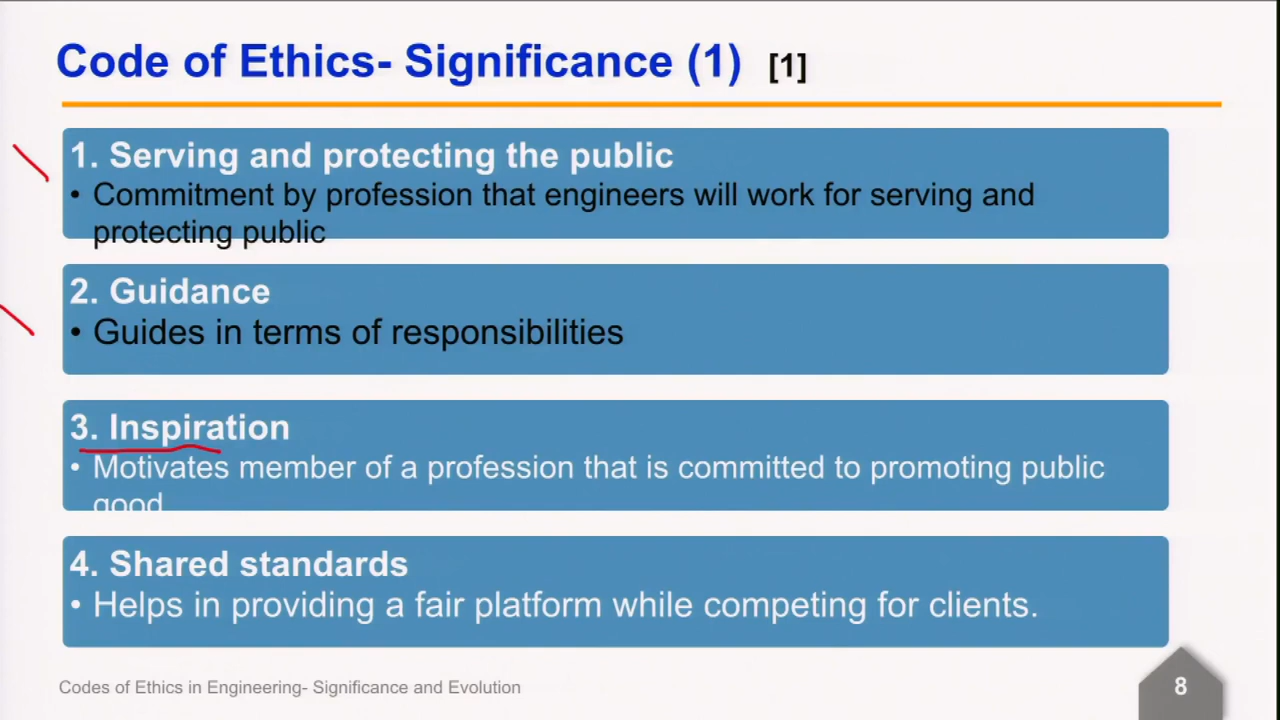 Code of Ethics- Significance (1) [1]
1. Serving and protecting the public
• Commitment by profession that engineers will work for serving and
protecting public
2. Guidance
• Guides in terms of responsibilities
3. Inspiration
• Motivates member of a profession that is committed to promoting public
good
4. Shared standards
• Helps in providing a fair platform while competing for clients.
Codes of Ethics in Engineering- Significance and Evolution
8